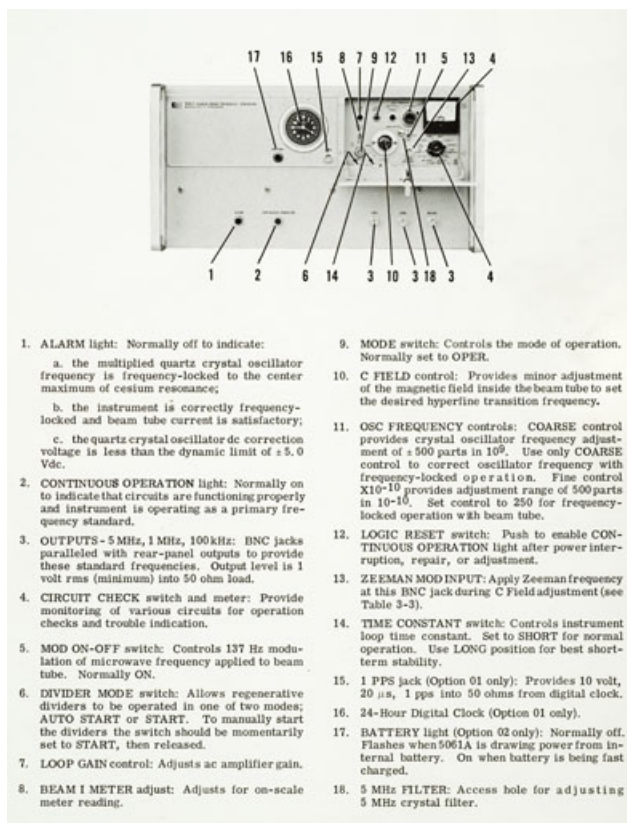 17 16 15 8 7 9 12 11 5 13 4
1 2 6 14 3 10 3 18 3 4
1. ALARM light: Normally off to indicate:
a. the multiplied quartz crystal oscillator
frequency is frequency-locked to the center
maximum of cesium resonance;
b. the instrument is correctly frequency-
locked and beam tube current is satisfactory;
c. the quartz crystal oscillator dc correction
voltage is less than the dynamic limit of ± 5.0
Vdc.
2. CONTINUOUS OPERATION light: Normally on
to indicate that circuits are functioning properly
and instrument is operating as a primary fre-
quency standard.
3. OUTPUTS - 5 MHz, 1 MHz, 100 kHz: BNC jacks
paralleled with rear-panel outputs to provide
these standard frequencies. Output level is 1
volt rms (minimum) into 50 ohm load.
4. CIRCUIT CHECK switch and meter: Provide
monitoring of various circuits for operation
checks and trouble indication.
5. MOD ON-OFF switch: Controls 137 Hz modu-
lation of microwave frequency applied to beam
tube. Normally ON.
6. DIVIDER MODE switch: Allows regenerative
dividers to be operated in one of two modes;
AUTO START or START. To manually start
the dividers the switch should be momentarily
set to START, then released.
7. LOOP GAIN control: Adjusts ac amplifier gain.
8. BEAM I METER adjust: Adjusts for on-scale
meter reading.
9. MODE switch: Controls the mode of operation.
Normally set to OPER.
10. C FIELD control: Provides minor adjustment
of the magnetic field inside the beam tube to set
the desired hyperfine transition frequency.
11. OSC FREQUENCY controls: COARSE control
provides crystal oscillator frequency adjust-
ment of ± 500 parts in 10⁹. Use only COARSE
control to correct oscillator frequency with
frequency-locked operation. Fine control
X10⁻¹⁰ provides adjustment range of 500 parts
in 10⁻¹⁰. Set control to 250 for frequency-
locked operation with beam tube.
12. LOGIC RESET switch: Push to enable CON-
TINUOUS OPERATION light after power inter-
ruption, repair, or adjustment.
13. ZEEMAN MOD INPUT: Apply Zeeman frequency
at this BNC jack during C Field adjustment (see
Table 3-3).
14. TIME CONSTANT switch: Controls instrument
loop time constant. Set to SHORT for normal
operation. Use LONG position for best short-
term stability.
15. 1 PPS jack (Option 01 only): Provides 10 volt,
20 µs, 1 pps into 50 ohms from digital clock.
16. 24-Hour Digital Clock (Option 01 only).
17. BATTERY light (Option 02 only): Normally off.
Flashes when 5061A is drawing power from in-
ternal battery. On when battery is being fast
charged.
18. 5 MHz FILTER: Access hole for adjusting
5 MHz crystal filter.